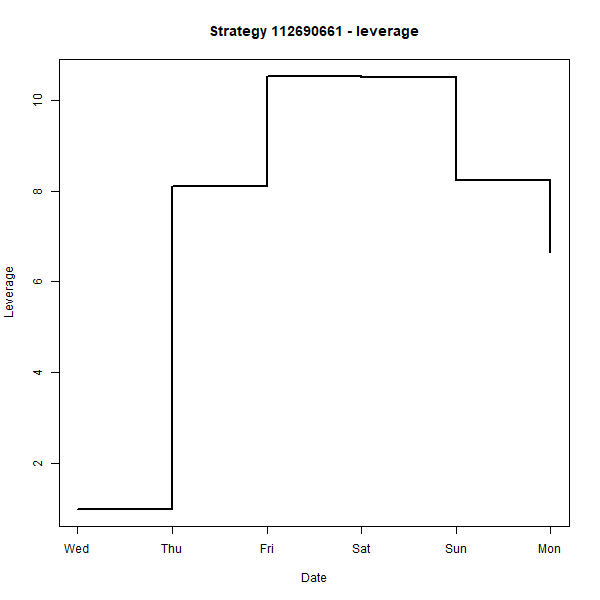 Strategy 112690661 - leverage
Leverage
10
8
6
4
2
Wed Thu Fri Sat Sun Mon
Date